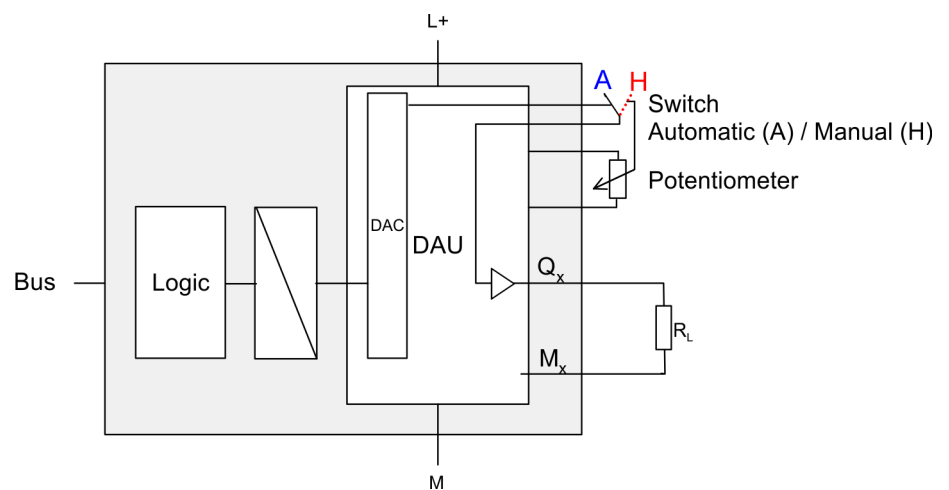 L+
A H
Switch
Automatic (A) / Manual (H)
Potentiometer
DAC
DAU
Bus
Logic
Qx
RL
Mx
M